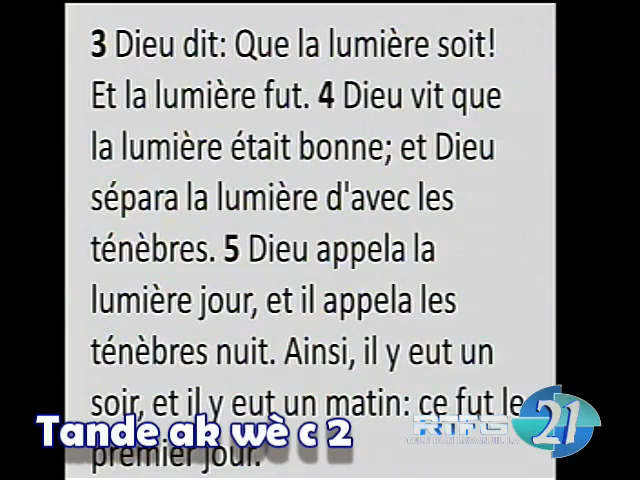 3 Dieu dit: Que la lumière soit!
Et la lumière fut. 4 Dieu vit que
la lumière était bonne; et Dieu
sépara la lumière d'avec les
ténèbres. 5 Dieu appela la
lumière jour, et il appela les
ténèbres nuit. Ainsi, il y eut un
soir, et il y eut un matin: ce fut le
premier jour.
Tande ak wè c 2
21